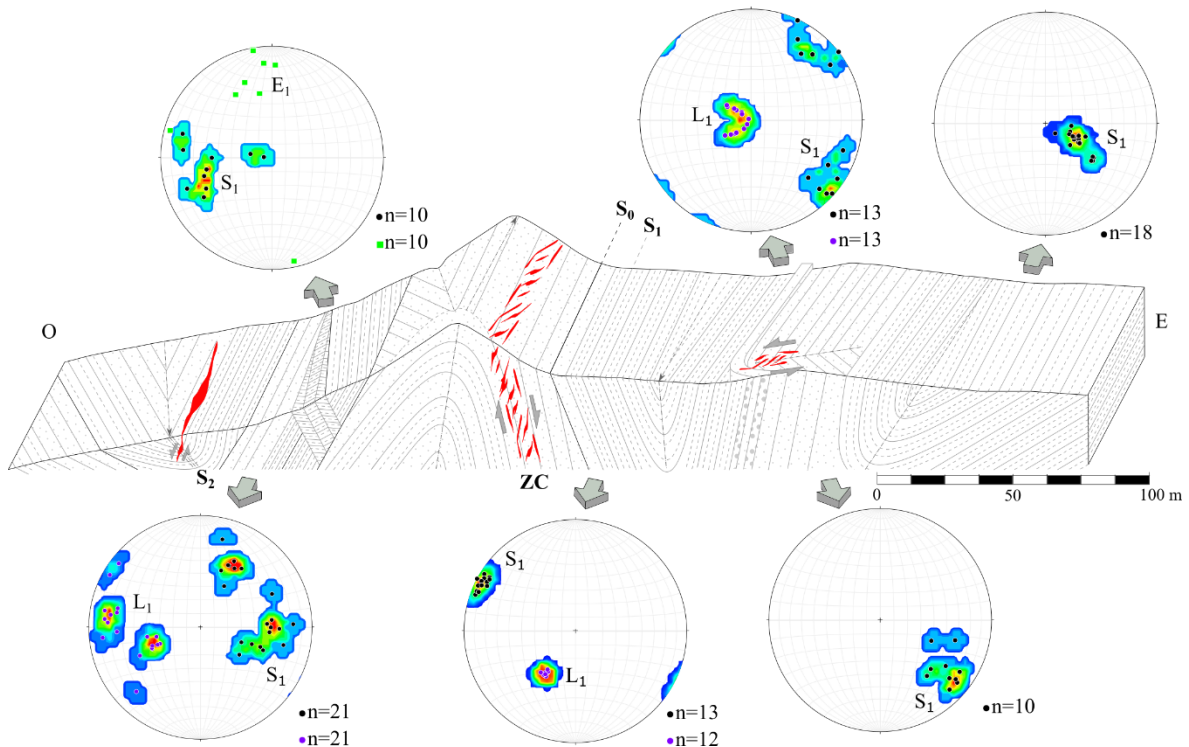 E₁
S₁
n=10
n=10
L₁
S₁
n=13
n=13
S₁
n=18
S₀
S₁
O
E
S₂
ZC
0 50 100 m
L₁
S₁
n=21
n=21
S₁
L₁
n=13
n=12
S₁
n=10